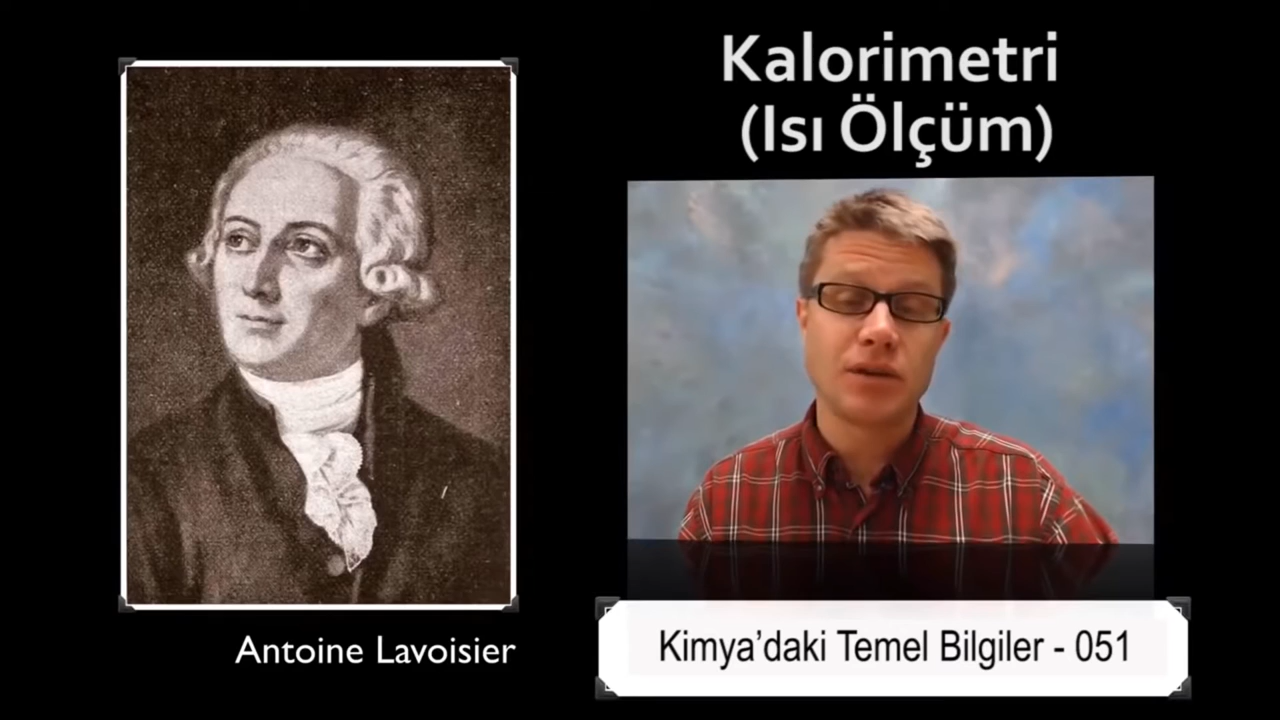 Kalorimetri
(Isı Ölçüm)
Antoine Lavoisier
Kimya’daki Temel Bilgiler - 051